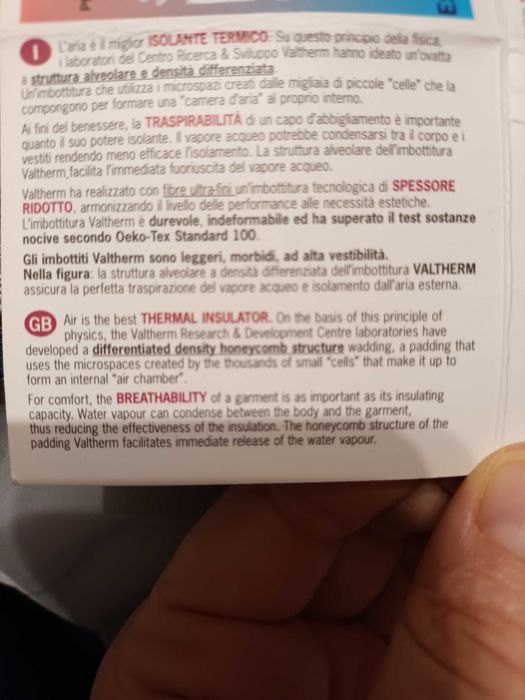 I L'aria è il miglior ISOLANTE TERMICO. Su questo principio della fisica,
i laboratori del Centro Ricerca & Sviluppo Valtherm hanno ideato un'ovatta
a struttura alveolare e densità differenziata.
Un'imbottitura che utilizza i microspazi creati dalle migliaia di piccole "celle" che la
compongono per formare una "camera d'aria" al proprio interno.
Ai fini del benessere, la TRASPIRABILITÀ di un capo d'abbigliamento è importante
quanto il suo potere isolante. Il vapore acqueo potrebbe condensarsi tra il corpo e i
vestiti rendendo meno efficace l'isolamento. La struttura alveolare dell'imbottitura
Valtherm facilita l'immediata fuoriuscita del vapore acqueo.
Valtherm ha realizzato con fibre ultra-fini un'imbottitura tecnologica di SPESSORE
RIDOTTO, armonizzando il livello delle performance alle necessità estetiche.
L'imbottitura Valtherm è durevole, indeformabile ed ha superato il test sostanze
nocive secondo Oeko-Tex Standard 100.
Gli imbottiti Valtherm sono leggeri, morbidi, ad alta vestibilità.
Nella figura: la struttura alveolare a densità differenziata dell'imbottitura VALTHERM
assicura la perfetta traspirazione del vapore acqueo e isolamento dall'aria esterna.
GB Air is the best THERMAL INSULATOR. On the basis of this principle of
physics, the Valtherm Research & Development Centre laboratories have
developed a differentiated density honeycomb structure wadding, a padding that
uses the microspaces created by the thousands of small "cells" that make it up to
form an internal "air chamber".
For comfort, the BREATHABILITY of a garment is as important as its insulating
capacity. Water vapour can condense between the body and the garment,
thus reducing the effectiveness of the insulation. The honeycomb structure of the
padding Valtherm facilitates immediate release of the water vapour.